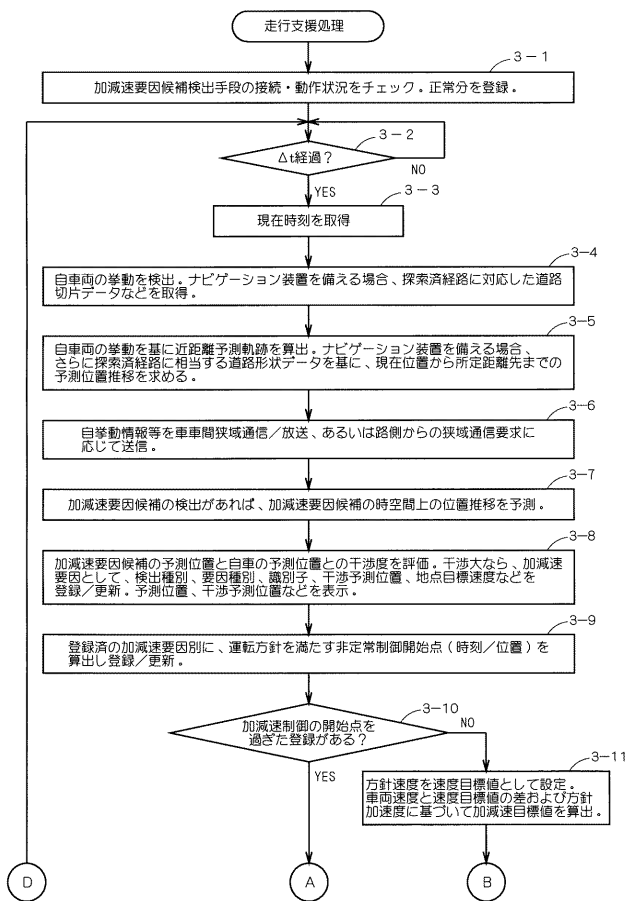 走行支援処理
3-1
加減速要因候補検出手段の接続・動作状況をチェック。正常分を登録。
3-2
Δt経過?
NO
YES
3-3
現在時刻を取得
3-4
自車両の挙動を検出。ナビゲーション装置を備える場合、探索済経路に対応した道路
切片データなどを取得。
3-5
自車両の挙動を基に近距離予測軌跡を算出。ナビゲーション装置を備える場合、
さらに探索済経路に相当する道路形状データを基に、現在位置から所定距離先までの
予測位置推移を求める。
3-6
自挙動情報等を車車間狭域通信/放送、あるいは路側からの狭域通信要求に
応じて送信。
3-7
加減速要因候補の検出があれば、加減速要因候補の時空間上の位置推移を予測。
3-8
加減速要因候補の予測位置と自車の予測位置との干渉度を評価。干渉大なら、加減速
要因として、検出種別、要因種別、識別子、干渉予測位置、地点目標速度などを
登録/更新。予測位置、干渉予測位置などを表示。
3-9
登録済の加減速要因別に、運転方針を満たす非定常制御開始点(時刻/位置)を
算出し登録/更新。
3-10
加減速制御の開始点を
過ぎた登録がある?
NO
YES
3-11
方針速度を速度目標値として設定。
車両速度と速度目標値の差および方針
加速度に基づいて加減速目標値を算出。
D
A
B